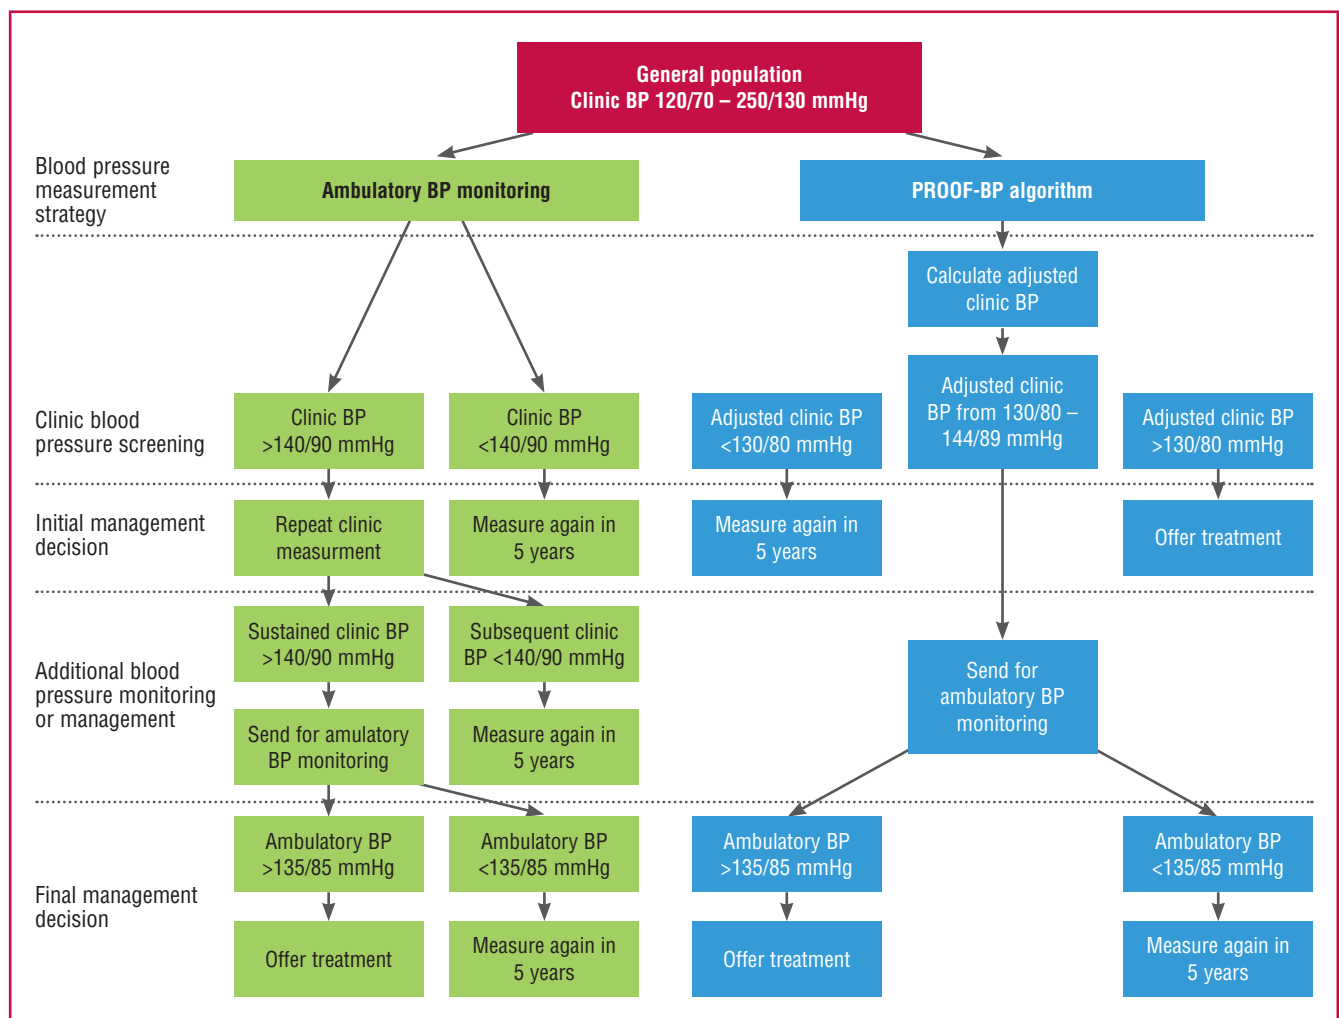 General population
Clinic BP 120/70 – 250/130 mmHg
Blood pressure
measurement
strategy
Ambulatory BP monitoring
PROOF-BP algorithm
Calculate adjusted
clinic BP
Clinic blood
pressure screening
Clinic BP
>140/90 mmHg
Clinic BP
<140/90 mmHg
Adjusted clinic BP
<130/80 mmHg
Adjusted clinic
BP from 130/80 –
144/89 mmHg
Adjusted clinic BP
>130/80 mmHg
Initial management
decision
Repeat clinic
measurment
Measure again in
5 years
Measure again in
5 years
Offer treatment
Additional blood
pressure monitoring
or management
Sustained clinic BP
>140/90 mmHg
Subsequent clinic
BP <140/90 mmHg
Send for amulatory
BP monitoring
Measure again in
5 years
Send for
ambulatory BP
monitoring
Final management
decision
Ambulatory BP
>135/85 mmHg
Ambulatory BP
<135/85 mmHg
Ambulatory BP
>135/85 mmHg
Ambulatory BP
<135/85 mmHg
Offer treatment
Measure again in
5 years
Offer treatment
Measure again in
5 years